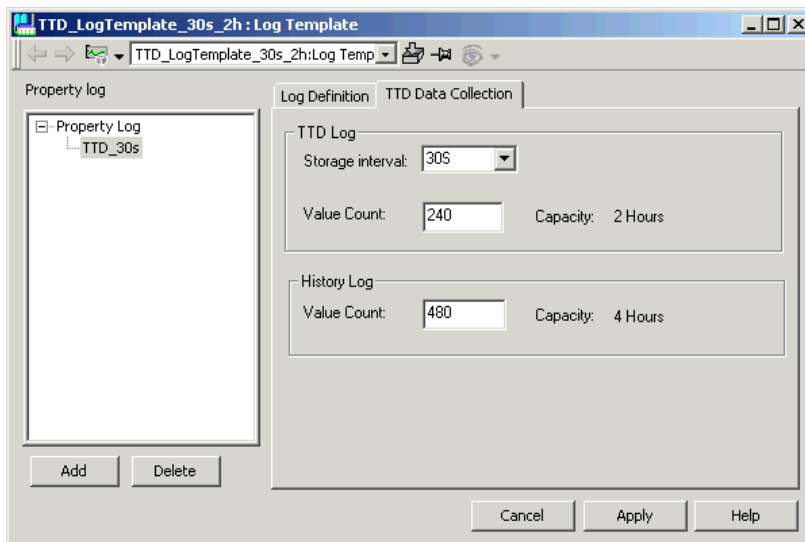 TTD_LogTemplate_30s_2h : Log Template
TTD_LogTemplate_30s_2h:Log Temp
Property log
Log Definition
TTD Data Collection
Property Log
TTD_30s
TTD Log
Storage interval: 30S
Value Count: 240 Capacity: 2 Hours
History Log
Value Count: 480 Capacity: 4 Hours
Add Delete
Cancel Apply Help